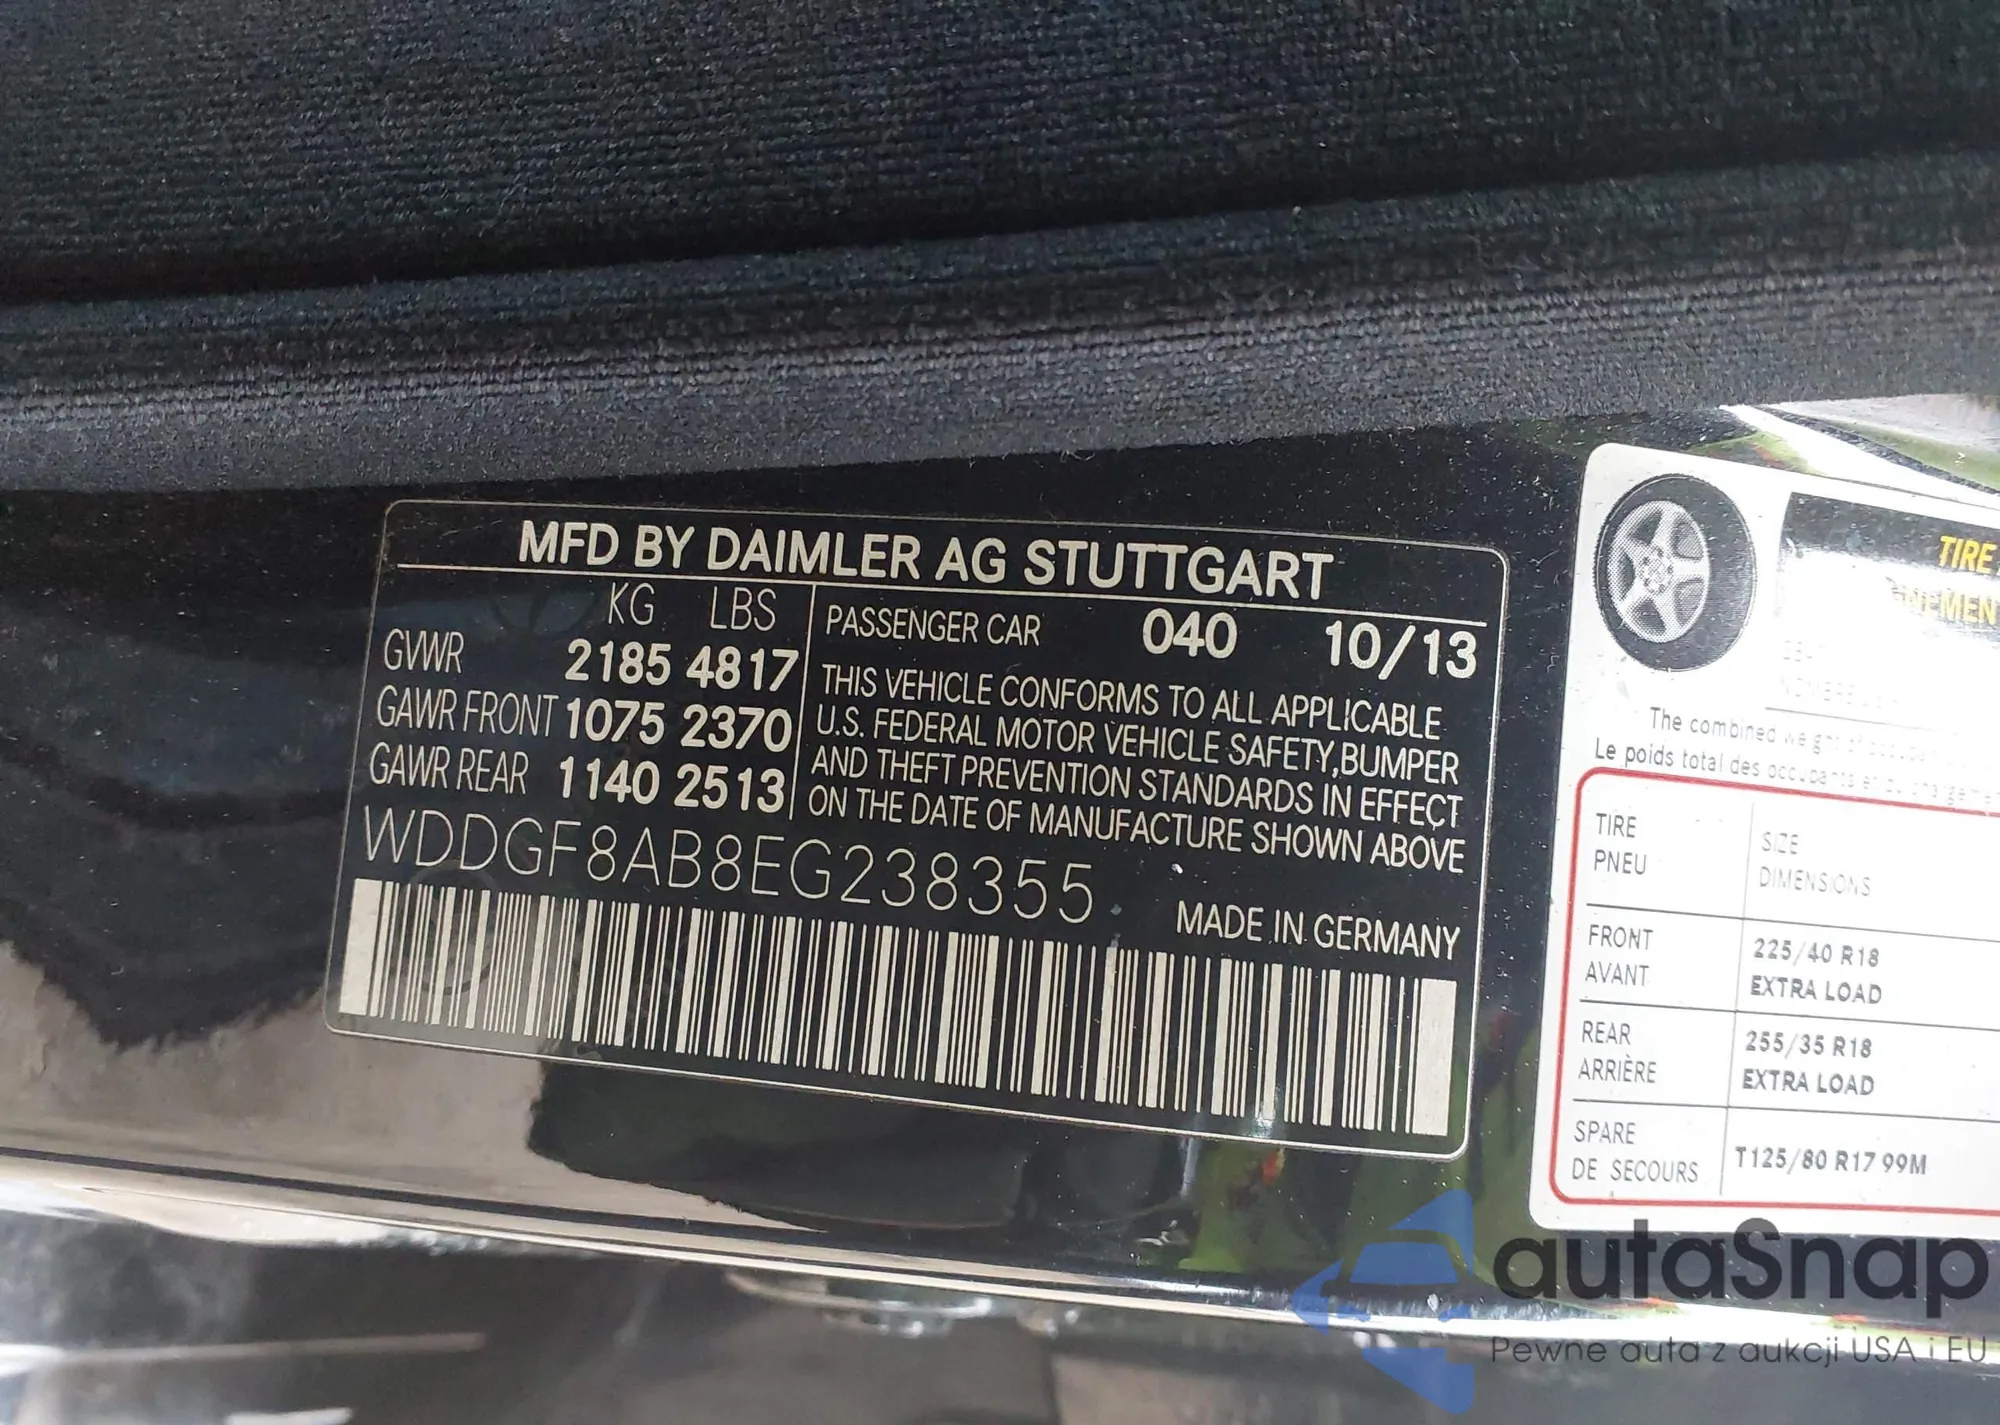 MFD BY DAIMLER AG STUTTGART
KG LBS
GVWR 2185 4817
GAWR FRONT 1075 2370
GAWR REAR 1140 2513
PASSENGER CAR 040 10/13
THIS VEHICLE CONFORMS TO ALL APPLICABLE
U.S. FEDERAL MOTOR VEHICLE SAFETY, BUMPER
AND THEFT PREVENTION STANDARDS IN EFFECT
ON THE DATE OF MANUFACTURE SHOWN ABOVE
WDDGF8AB8EG238355
MADE IN GERMANY
TIRE
The combined
Le poids total des occupants et du
TIRE SIZE
PNEU DIMENSIONS
FRONT 225/40 R18
AVANT EXTRA LOAD
REAR 255/35 R18
ARRIÈRE EXTRA LOAD
SPARE T125/80 R17 99M
DE SECOURS
autaSnap
Pewne auta z aukcji USA i EU